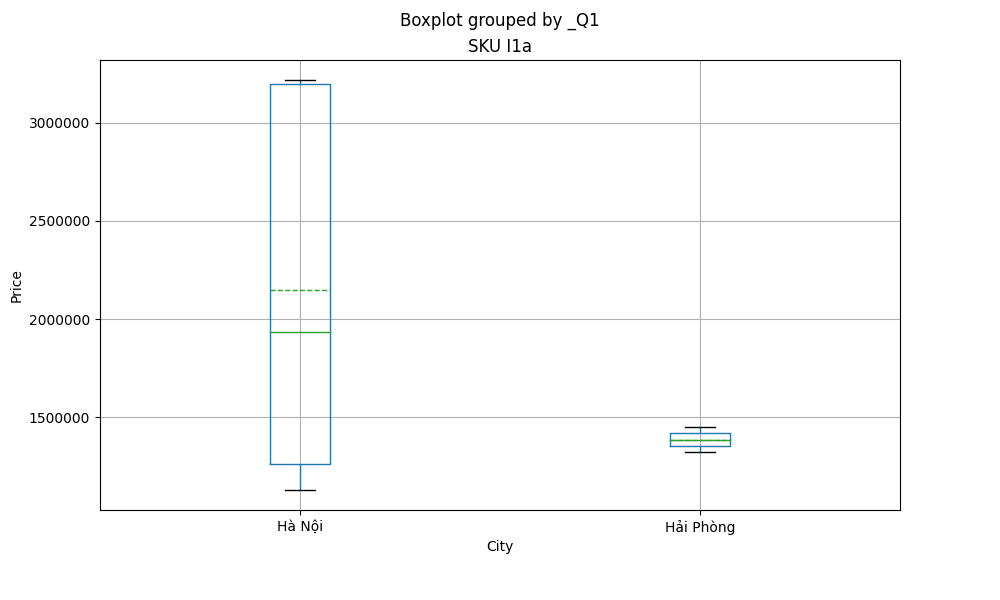 Boxplot grouped by _Q1
SKU I1a
3000000
2500000
2000000
1500000
Price
Hà Nội
Hải Phòng
City